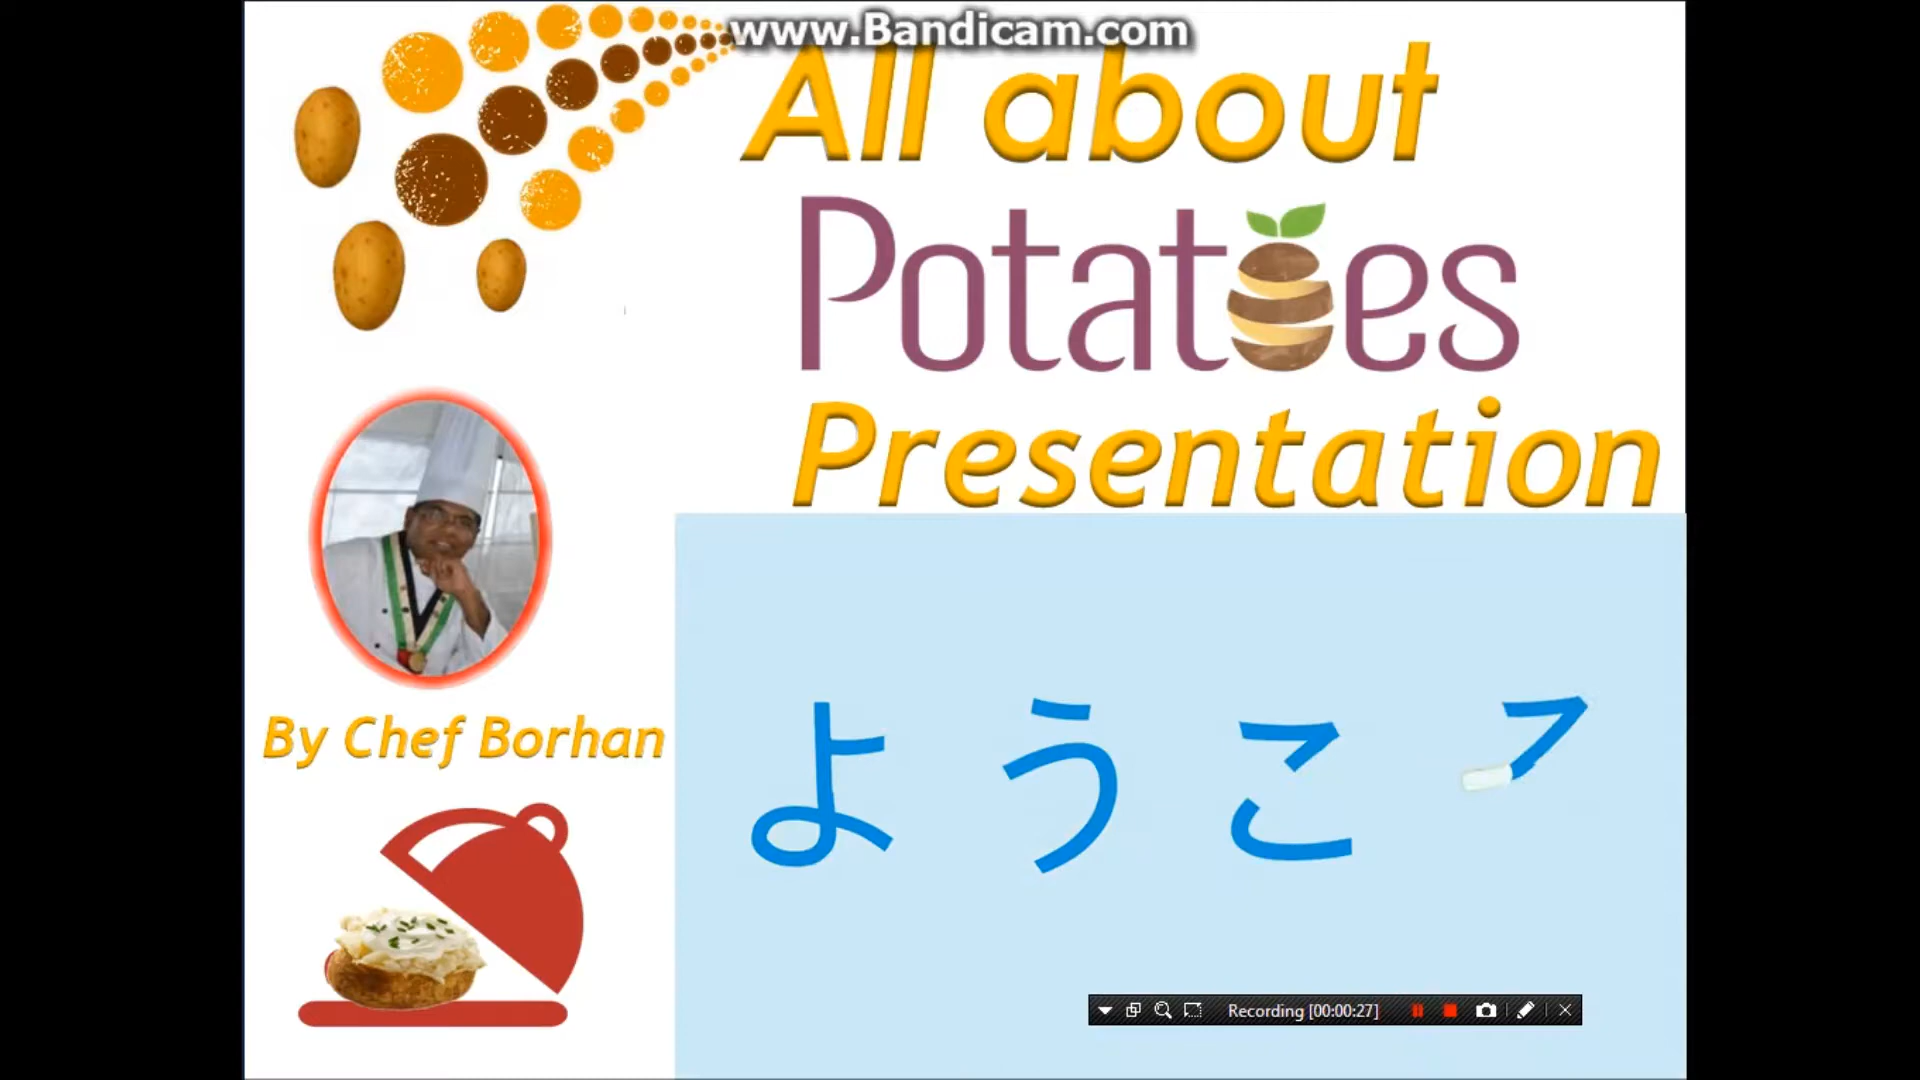 www.Bandicam.com
All about
Potatoes
Presentation
By Chef Borhan
ようこ
Recording [00:00:27]